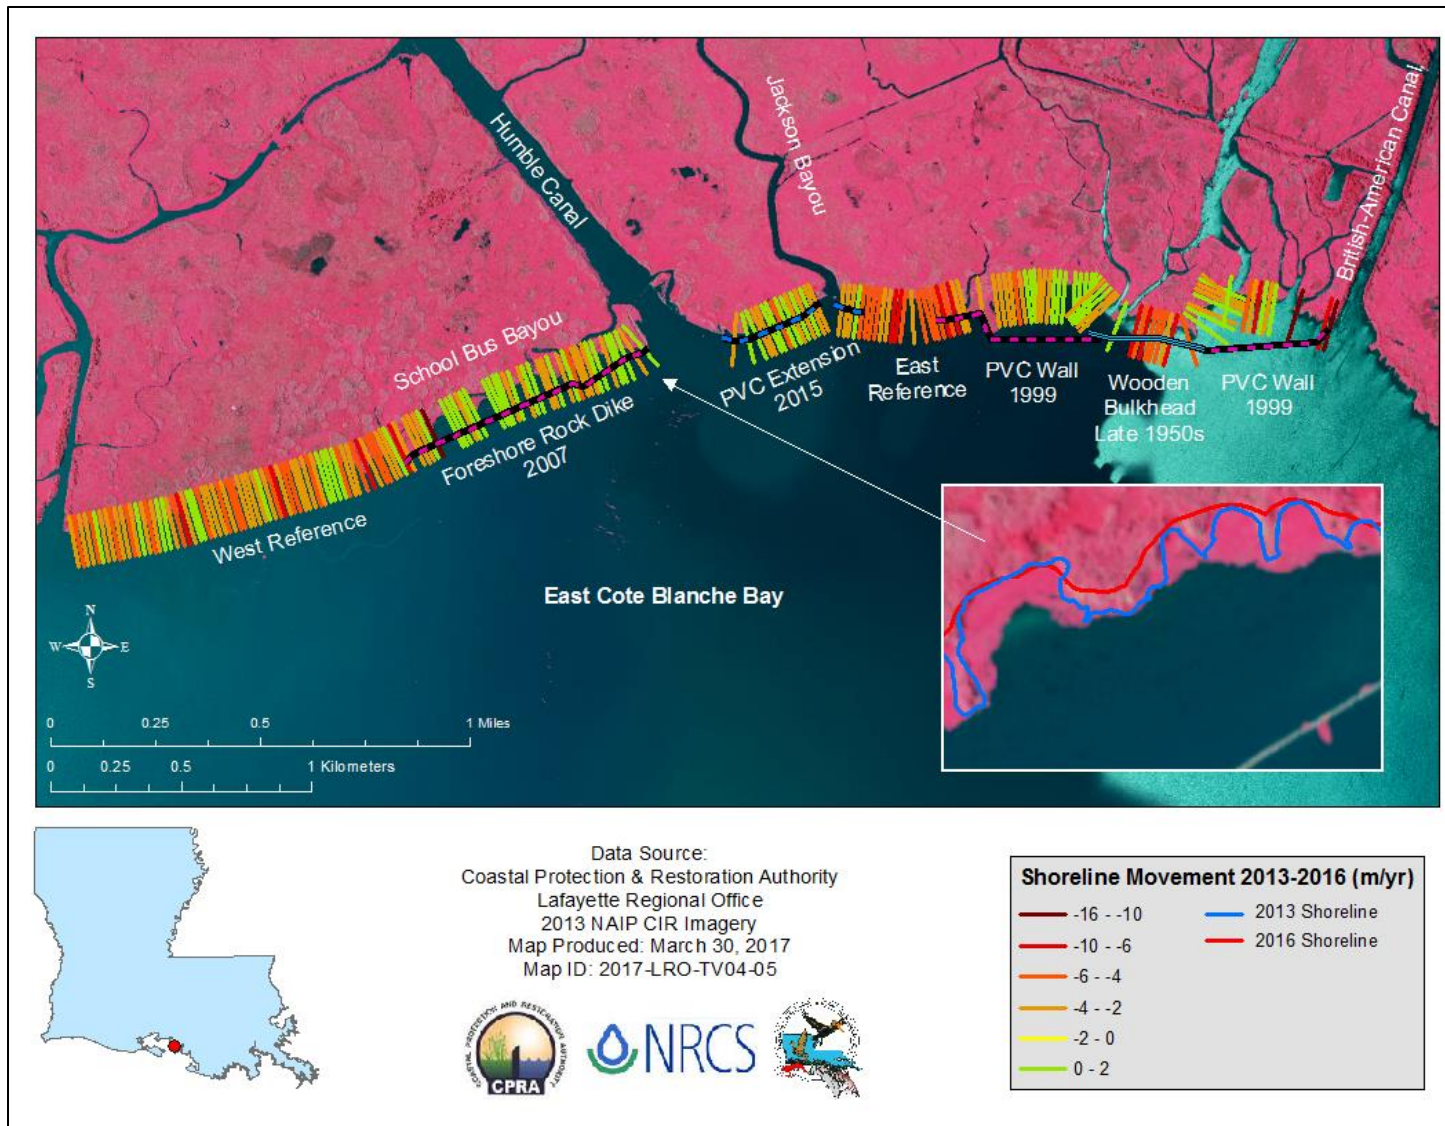 Humble Canal
Jackson Bayou
British-American Canal
School Bus Bayou
PVC Extension
2015
East
Reference
PVC Wall
1999
Wooden
Bulkhead
Late 1950s
PVC Wall
1999
Foreshore Rock Dike
2007
West Reference
East Cote Blanche Bay
N
W E
S
0 0.25 0.5 1 Miles
0 0.25 0.5 1 Kilometers
Data Source:
Coastal Protection & Restoration Authority
Lafayette Regional Office
2013 NAIP CIR Imagery
Map Produced: March 30, 2017
Map ID: 2017-LRO-TV04-05
COASTAL PROTECTION AND RESTORATION AUTHORITY
CPRA
NRCS
Shoreline Movement 2013-2016 (m/yr)
-16 - -10
-10 - -6
-6 - -4
-4 - -2
-2 - 0
0 - 2
2013 Shoreline
2016 Shoreline